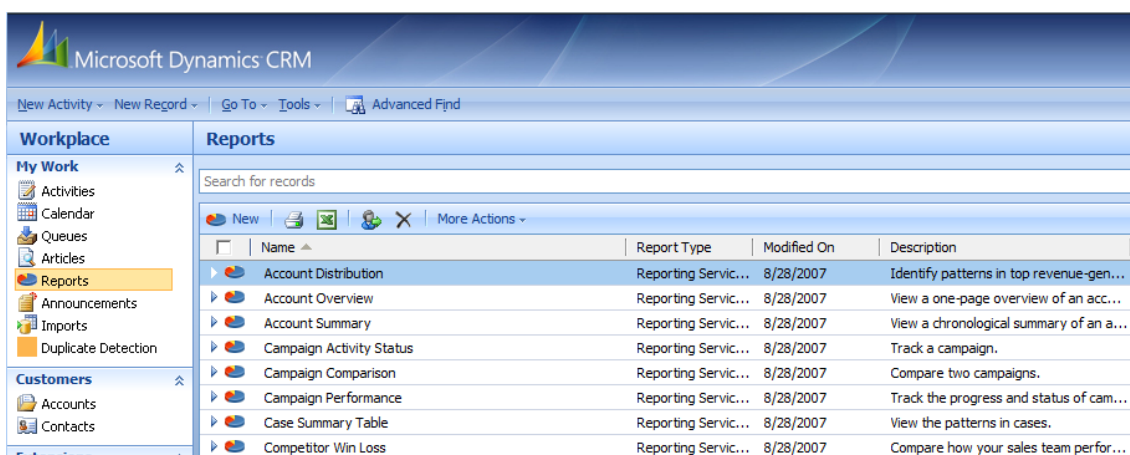 Microsoft Dynamics CRM
New Activity New Record Go To Tools Advanced Find
Workplace
My Work
Activities
Calendar
Queues
Articles
Reports
Announcements
Imports
Duplicate Detection
Customers
Accounts
Contacts
Reports
Search for records
New More Actions
Name Report Type Modified On Description
Account Distribution Reporting Servic... 8/28/2007 Identify patterns in top revenue-gen...
Account Overview Reporting Servic... 8/28/2007 View a one-page overview of an acc...
Account Summary Reporting Servic... 8/28/2007 View a chronological summary of an a...
Campaign Activity Status Reporting Servic... 8/28/2007 Track a campaign.
Campaign Comparison Reporting Servic... 8/28/2007 Compare two campaigns.
Campaign Performance Reporting Servic... 8/28/2007 Track the progress and status of cam...
Case Summary Table Reporting Servic... 8/28/2007 View the patterns in cases.
Competitor Win Loss Reporting Servic... 8/28/2007 Compare how your sales team perfor...